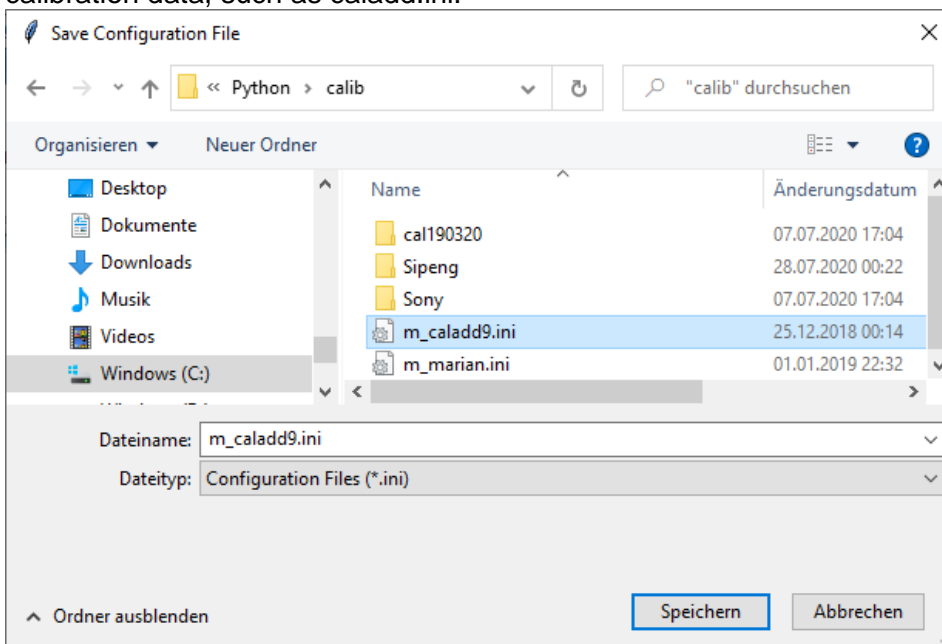 calibration data, such as caladd.ini.
Save Configuration File
« Python › calib
"calib" durchsuchen
Organisieren
Neuer Ordner
?
Desktop
Dokumente
Downloads
Musik
Videos
Windows (C:)
Name
Änderungsdatum
cal190320 07.07.2020 17:04
Sipeng 28.07.2020 00:22
Sony 07.07.2020 17:04
m_caladd9.ini 25.12.2018 00:14
m_marian.ini 01.01.2019 22:32
Dateiname: m_caladd9.ini
Dateityp: Configuration Files (*.ini)
Ordner ausblenden
Speichern
Abbrechen